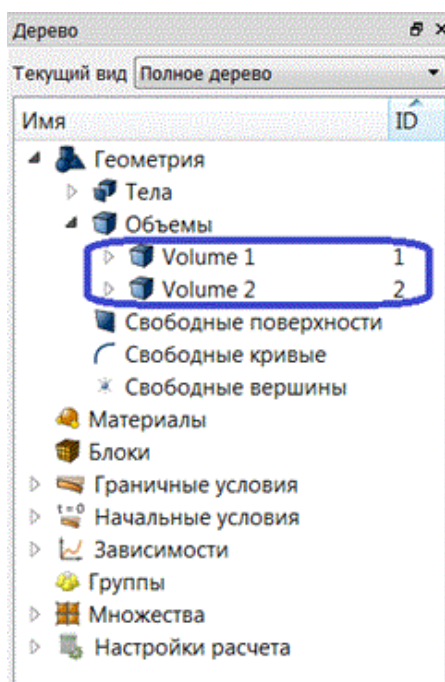 Дерево
Текущий вид Полное дерево
Имя ID
Геометрия
Тела
Объемы
Volume 1 1
Volume 2 2
Свободные поверхности
Свободные кривые
Свободные вершины
Материалы
Блоки
Граничные условия
t=0 Начальные условия
Зависимости
Группы
Множества
Настройки расчета